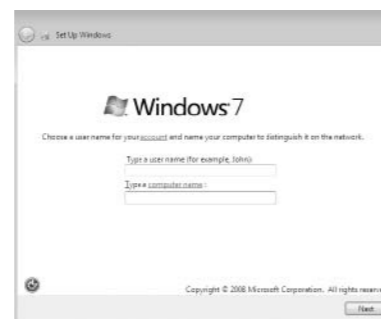 Set Up Windows
Windows 7
Choose a user name for your account and name your computer to distinguish it on the network.
Type a user name (for example, John):
Type a computer name :
Copyright © 2008 Microsoft Corporation. All rights
Next